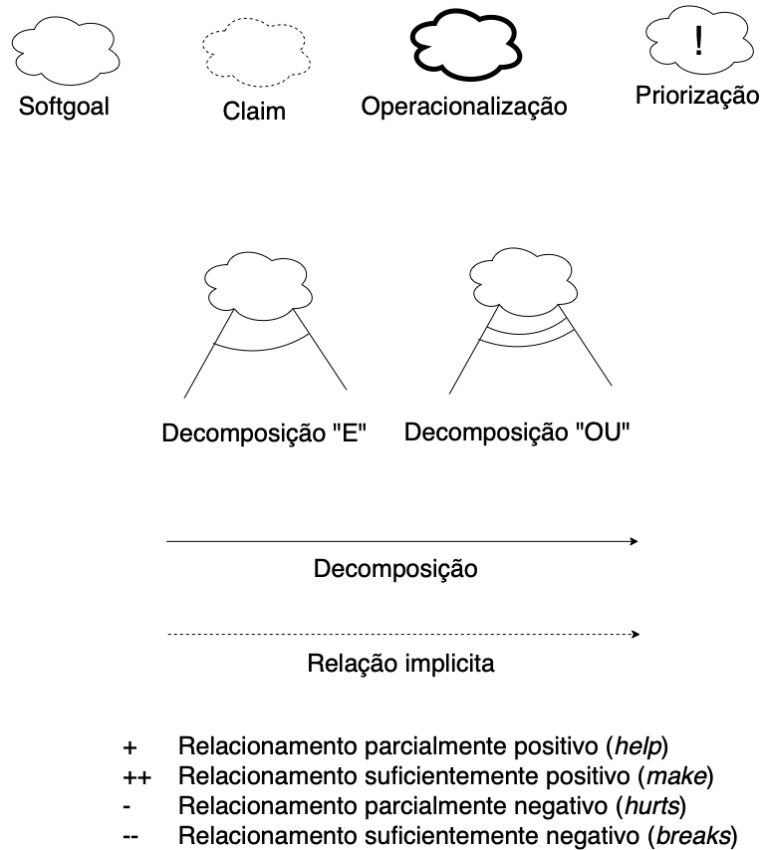 !
Softgoal
Claim
Operacionalização
Priorização
Decomposição "E"
Decomposição "OU"
Decomposição
Relação implicita
+ Relacionamento parcialmente positivo (help)
++ Relacionamento suficientemente positivo (make)
- Relacionamento parcialmente negativo (hurts)
-- Relacionamento suficientemente negativo (breaks)